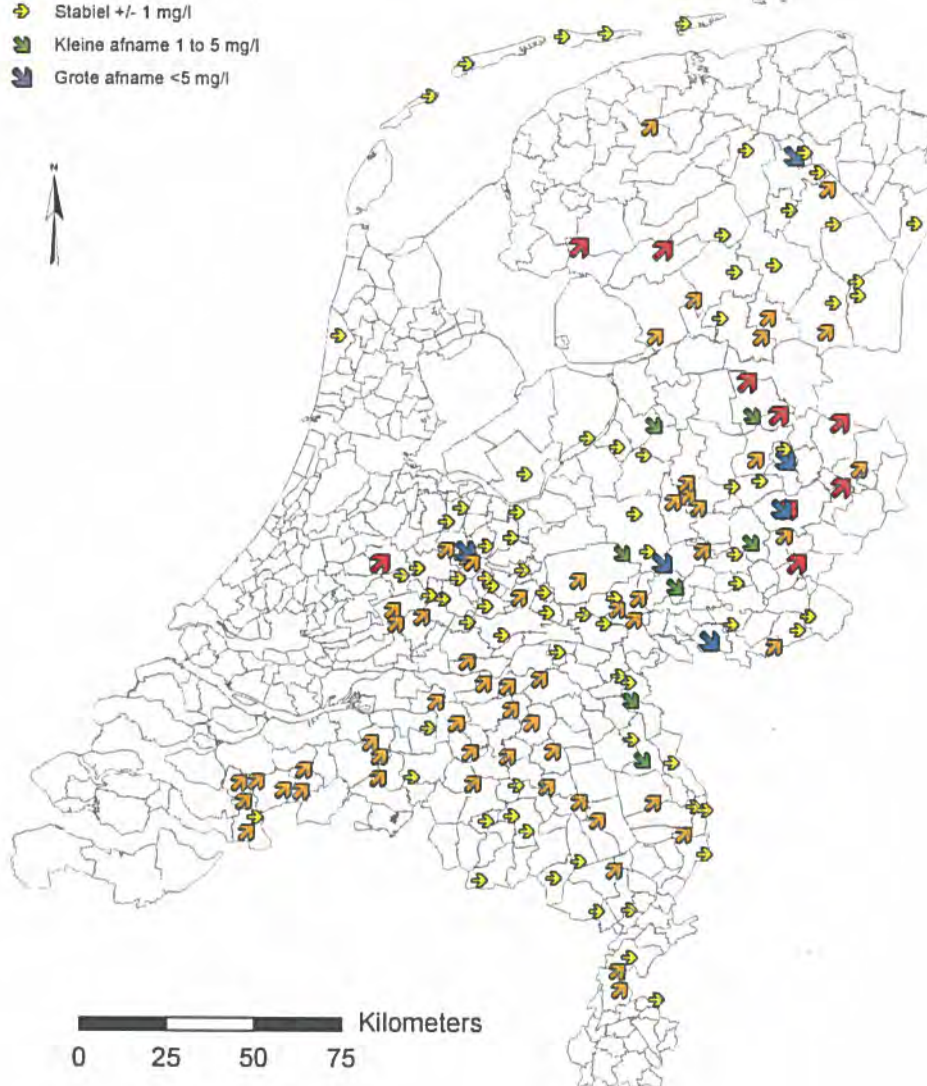 Stabiel +/- 1 mg/l
Kleine afname 1 to 5 mg/l
Grote afname <5 mg/l
N
Kilometers
0 25 50 75